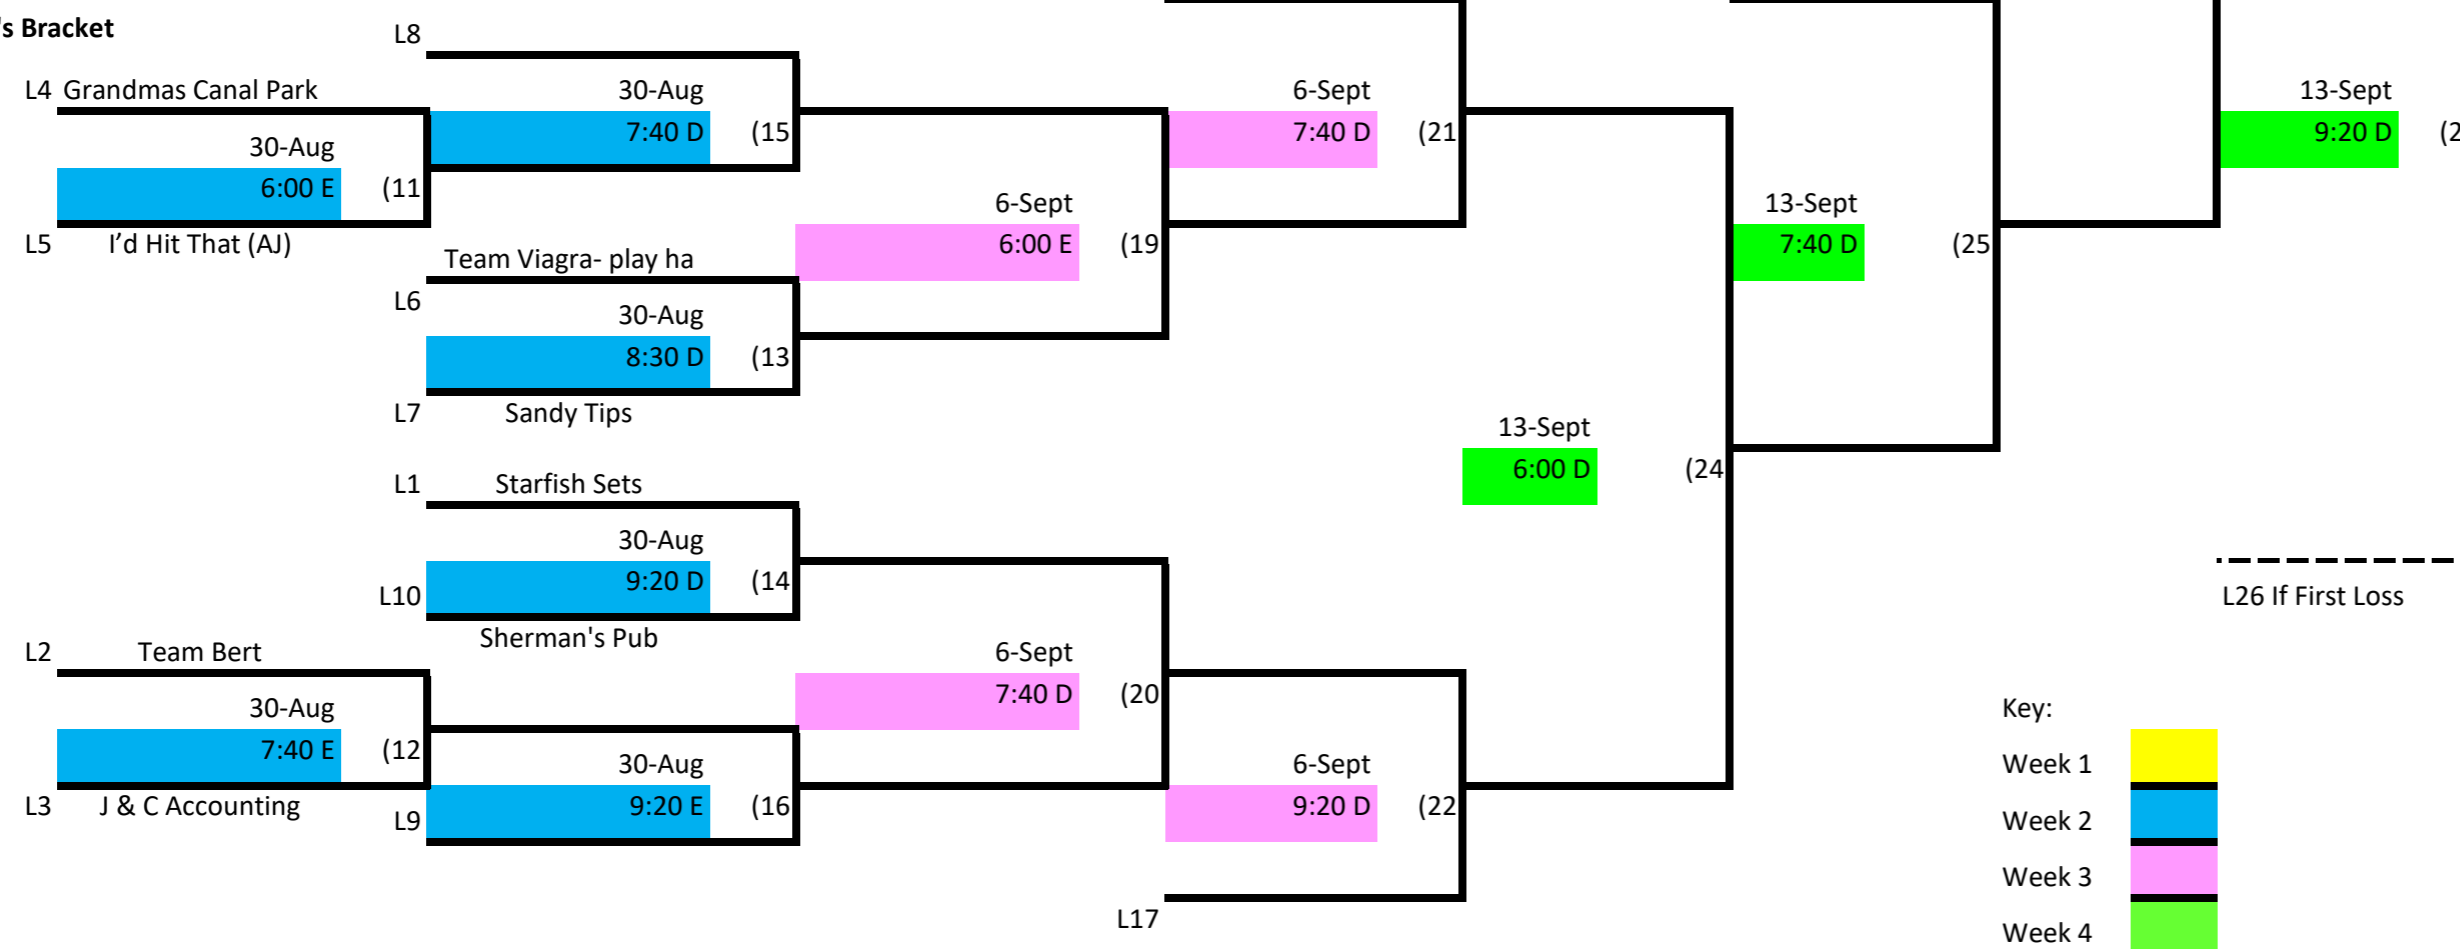 's Bracket
L8
L4 Grandmas Canal Park 30-Aug 6-Sept 13-Sept
7:40 D (15 7:40 D (21 9:20 D (2
30-Aug
6:00 E (11
6-Sept 13-Sept
L5 I’d Hit That (AJ) 6:00 E (19 7:40 D (25
Team Viagra- play ha
L6
30-Aug
8:30 D (13
L7 Sandy Tips
13-Sept
6:00 D (24
L1 Starfish Sets
30-Aug
9:20 D (14
L10 L26 If First Loss
Sherman's Pub
L2 Team Bert 6-Sept
7:40 D (20
30-Aug Key:
7:40 E (12
30-Aug 6-Sept Week 1
L3 J & C Accounting 9:20 E (16 9:20 D (22
L9 Week 2
Week 3
L17
Week 4